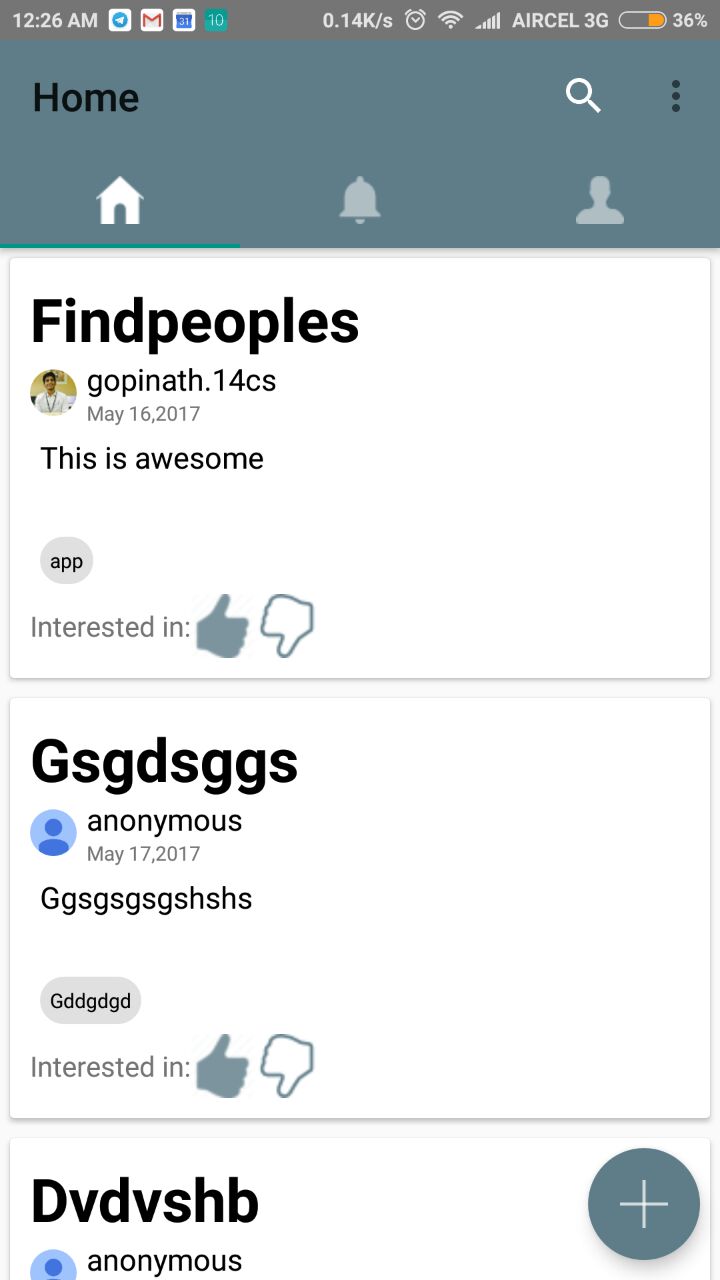 12:26 AM 31 10 0.14K/s AIRCEL 3G 36%
Home
Findpeoples
gopinath.14cs
May 16,2017
This is awesome
app
Interested in:
Gsgdsggs
anonymous
May 17,2017
Ggsgsgsgshshs
Gddgdgd
Interested in:
Dvdvshb
anonymous